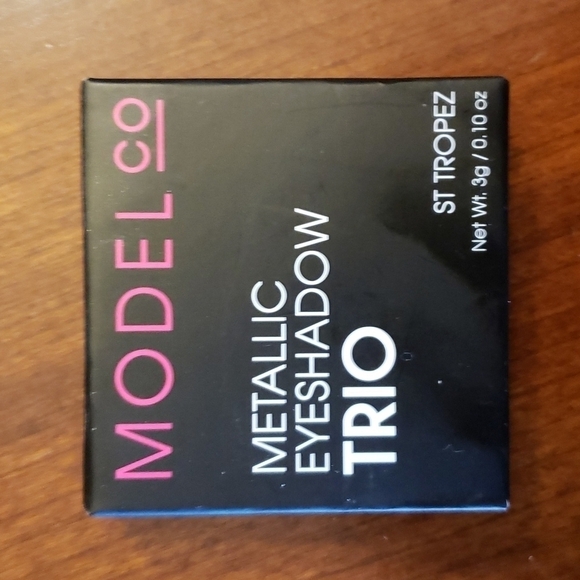 MODEL CO
METALLIC
EYESHADOW
TRIO
ST TROPEZ
Net Wt. 3g / 0.10 oz